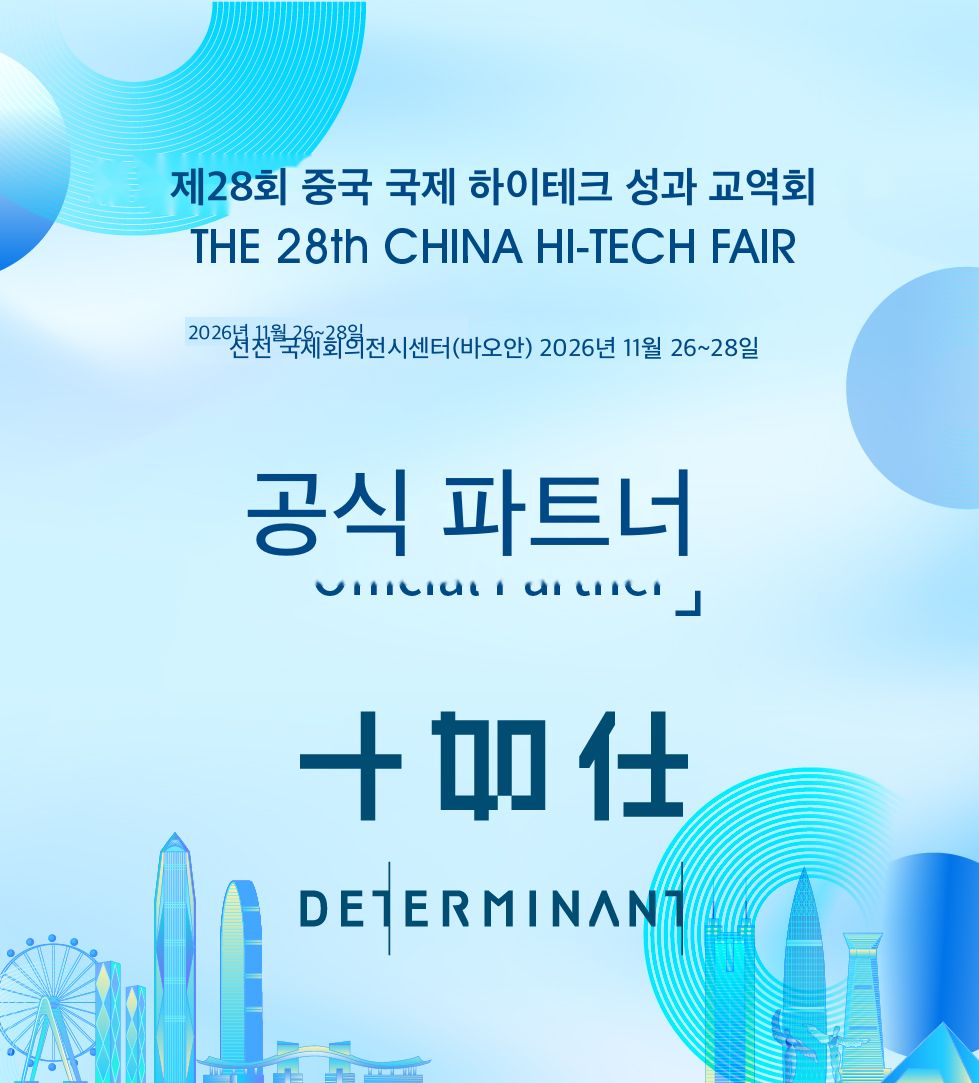 제28회 중국 국제 하이테크 성과 교역회
THE 28th CHINA HI-TECH FAIR
2026년 11월 26~28일
선전 국제회의전시센터(바오안) 2026년 11월 26~28일
공식 파트너
Official Partner
十如仕
DETERMINANT